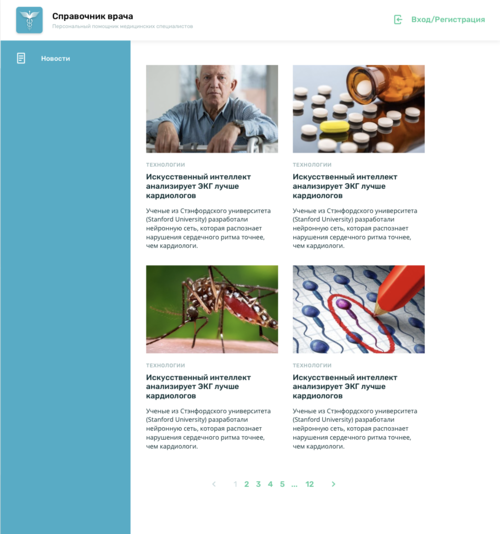 Справочник врача
Персональный помощник медицинских специалистов
Вход/Регистрация
Новости
ТЕХНОЛОГИИ
Искусственный интеллект
анализирует ЭКГ лучше
кардиологов
Ученые из Стэнфордского университета
(Stanford University) разработали
нейронную сеть, которая распознает
нарушения сердечного ритма точнее,
чем кардиологи.
ТЕХНОЛОГИИ
Искусственный интеллект
анализирует ЭКГ лучше
кардиологов
Ученые из Стэнфордского университета
(Stanford University) разработали
нейронную сеть, которая распознает
нарушения сердечного ритма точнее,
чем кардиологи.
ТЕХНОЛОГИИ
Искусственный интеллект
анализирует ЭКГ лучше
кардиологов
Ученые из Стэнфордского университета
(Stanford University) разработали
нейронную сеть, которая распознает
нарушения сердечного ритма точнее,
чем кардиологи.
ТЕХНОЛОГИИ
Искусственный интеллект
анализирует ЭКГ лучше
кардиологов
Ученые из Стэнфордского университета
(Stanford University) разработали
нейронную сеть, которая распознает
нарушения сердечного ритма точнее,
чем кардиологи.
1 2 3 4 5 ... 12